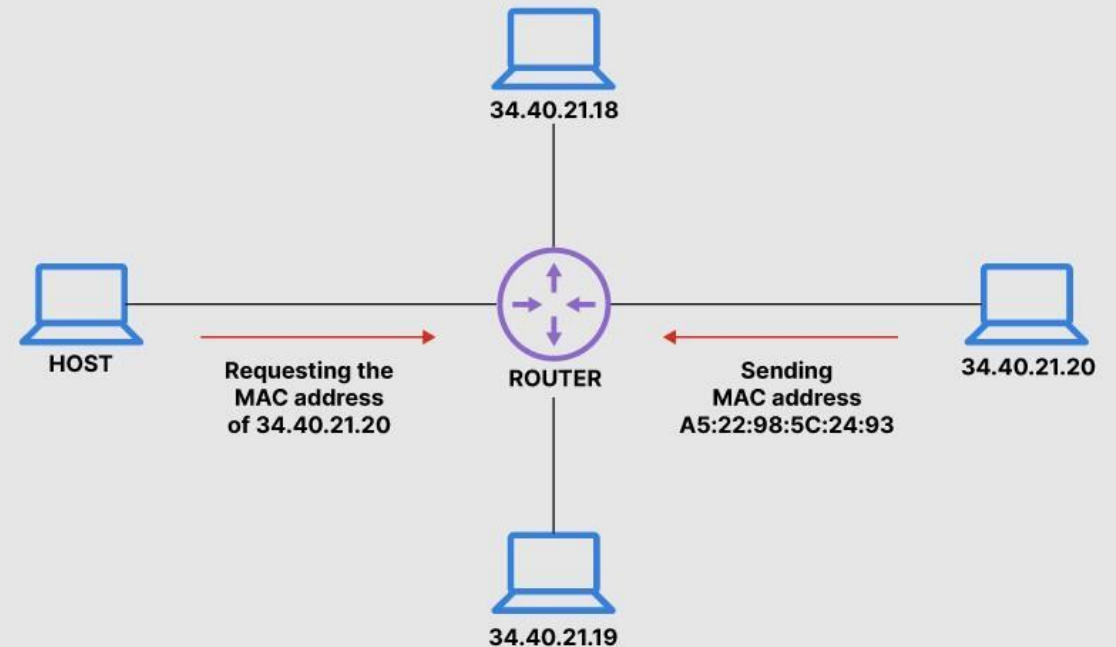 34.40.21.18
HOST
Requesting the
MAC address
of 34.40.21.20
ROUTER
Sending
MAC address
A5:22:98:5C:24:93
34.40.21.20
34.40.21.19